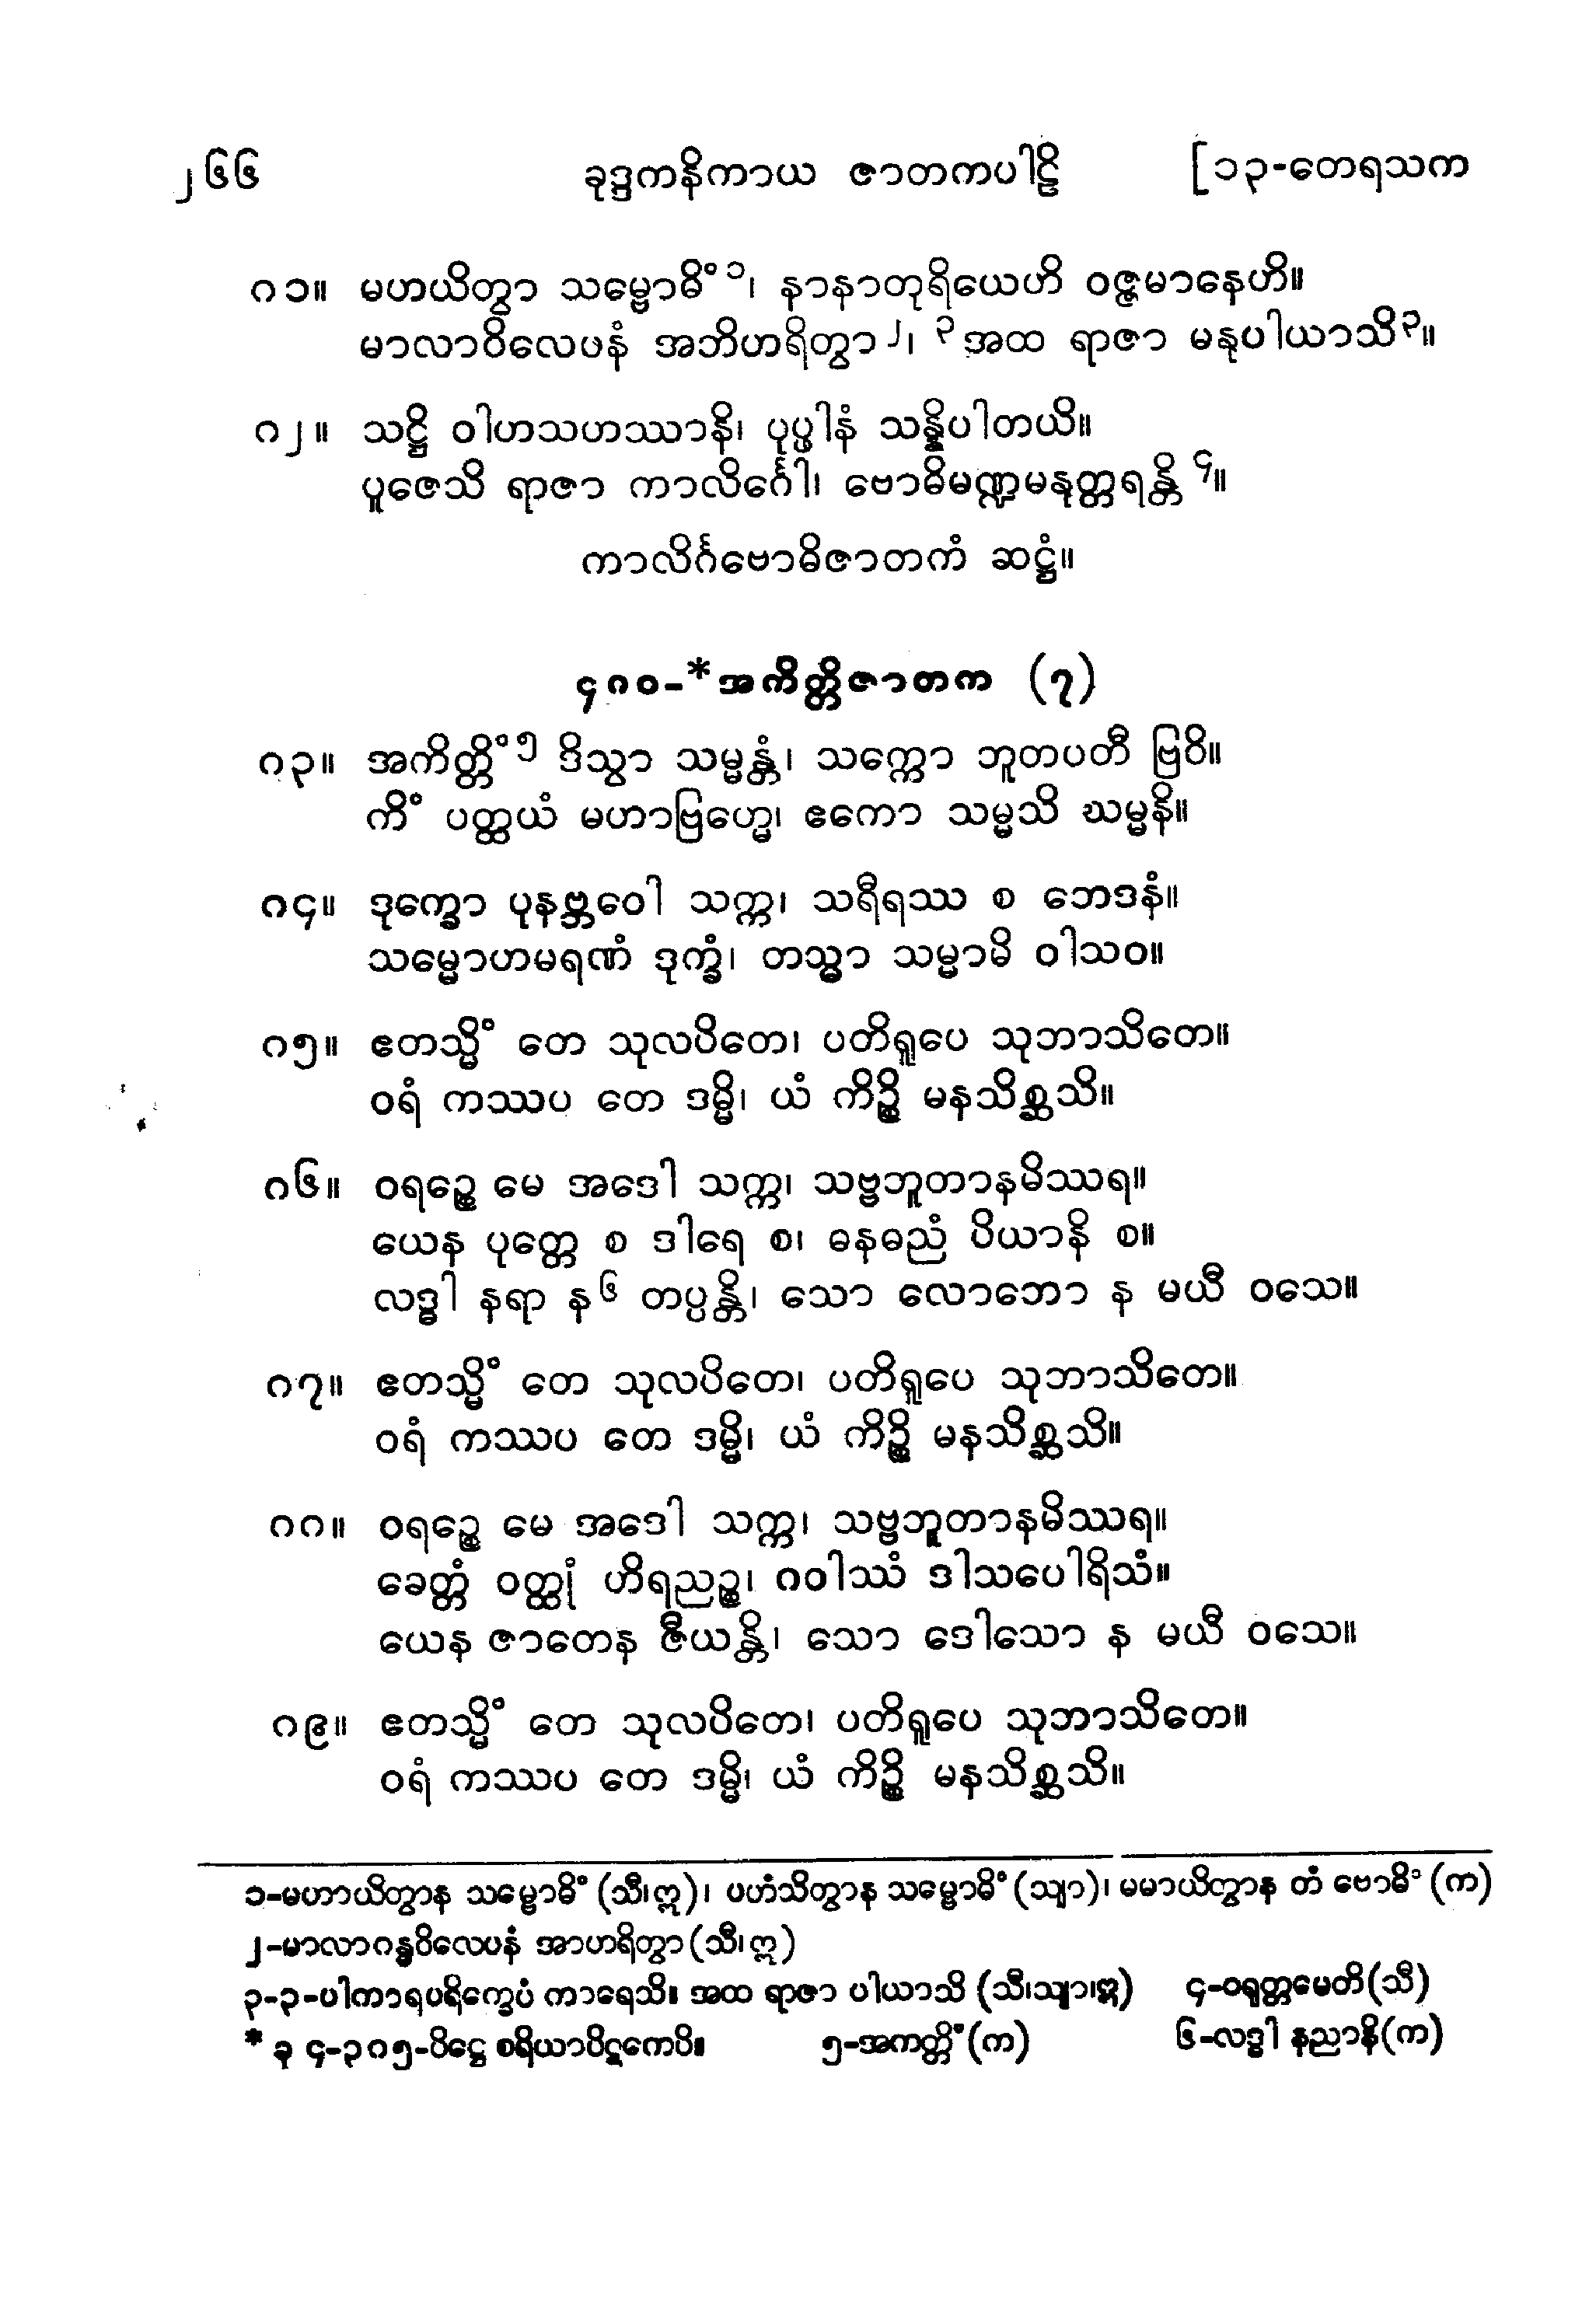 ၂၆၆ ခုဒ္ဒကနိကာယ ဇာတကပါဠိ [၁၃-တေရသက
၈၁။ မဟယိတွာ သမ္ဗောဓိံ ၁၊ နာနာတုရိယေဟိ ဝဇ္ဇမာနေဟိ။
မာလာဝိလေပနံ အဘိဟရိတွာ ၂၊ ၃ အထ ရာဇာ မနုပါယာသိ ၃။
၈၂။ သဋ္ဌိ ဝါဟသဟဿာနိ၊ ပုပ္ဖါနံ သန္နိပါတယိ။
ပူဇေသိ ရာဇာ ကာလိင်္ဂေါ၊ ဗောဓိမဏ္ဍမနုတ္တရန္တိ ၄။
ကာလိင်္ဂဗောဓိဇာတကံ ဆဋ္ဌံ။
၄၈၀-*အကိတ္တိဇာတက (၇)
၈၃။ အကိတ္တိံ ၅ ဒိသွာ သမ္မန္တံ၊ သက္ကော ဘူတပတီ ဗြဝိ။
ကိံ ပတ္ထယံ မဟာဗြဟ္မေ၊ ဧကော သမ္မသိ ဃမ္မနိ။
၈၄။ ဒုက္ခော ပုနဗ္ဘဝေါ သက္က၊ သရီရဿ စ ဘေဒနံ။
သမ္မောဟမရဏံ ဒုက္ခံ၊ တသ္မာ သမ္မာမိ ဝါသဝ။
၈၅။ ဧတသ္မိံ တေ သုလပိတေ၊ ပတိရူပေ သုဘာသိတေ။
ဝရံ ကဿပ တေ ဒမ္မိ၊ ယံ ကိဉ္စိ မနသိစ္ဆသိ။
၈၆။ ဝရဉ္စေ မေ အဒေါ သက္က၊ သဗ္ဗဘူတာနမိဿရ။
ယေန ပုတ္တေ စ ဒါရေ စ၊ ဓနဓညံ ပိယာနိ စ။
လဒ္ဓါ နရာ န ၆ တပ္ပန္တိ၊ သော လောဘော န မယီ ဝသေ။
၈၇။ ဧတသ္မိံ တေ သုလပိတေ၊ ပတိရူပေ သုဘာသိတေ။
ဝရံ ကဿပ တေ ဒမ္မိ၊ ယံ ကိဉ္စိ မနသိစ္ဆသိ။
၈၈။ ဝရဉ္စေ မေ အဒေါ သက္က၊ သဗ္ဗဘူတာနမိဿရ။
ခေတ္တံ ဝတ္ထုံ ဟိရညဉ္စ၊ ဂဝါဿံ ဒါသပေါရိသံ။
ယေန ဇာတေန ဇီယန္တိ၊ သော ဒေါသော န မယီ ဝသေ။
၈၉။ ဧတသ္မိံ တေ သုလပိတေ၊ ပတိရူပေ သုဘာသိတေ။
ဝရံ ကဿပ တေ ဒမ္မိ၊ ယံ ကိဉ္စိ မနသိစ္ဆသိ။
၁-မဟာယိတွာန သမ္ဗောဓိံ (သီ၊ဣ)၊ ပဟံသိတွာန သမ္ဗောဓိံ (သျာ)၊ မမာယိတွာန တံ ဗောဓိံ (က)
၂-မာလာဂန္ဓဝိလေပနံ အာဟရိတွာ (သီ၊ဣ)
၃-၃-ပါကာရပရိက္ခေပံ ကာရေသိ။ အထ ရာဇာ ပါယာသိ (သီ၊သျာ၊ဣ) ၄-ဝရုတ္တမေတိ (သီ)
* ခု ၄-၃၈၅-ပိဋ္ဌေ စရိယာပိဋကေပိ။ ၅-အကတ္တိံ (က) ၆-လဒ္ဓါ နညာနိ (က)